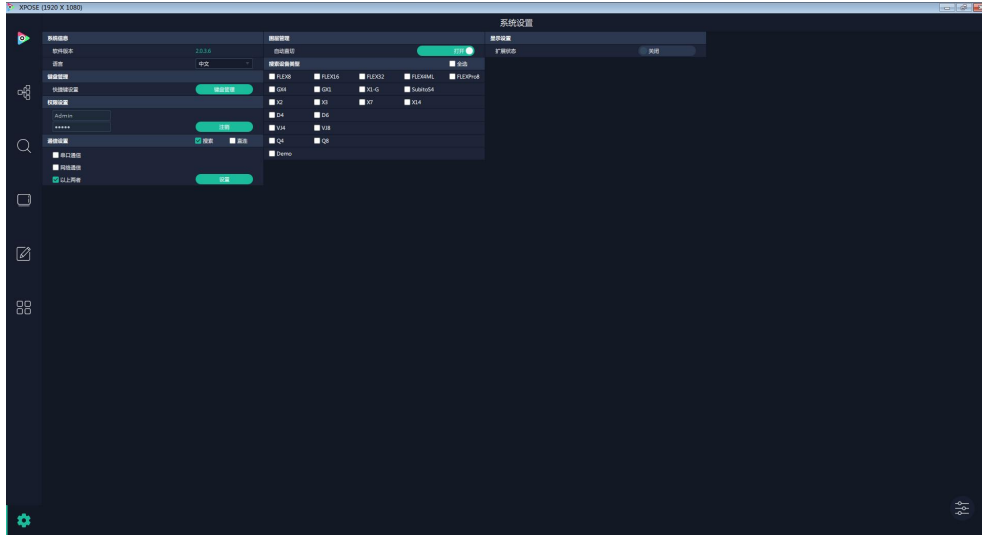 XPOSE (1920 X 1080)
系统设置
系统信息
软件版本 2.0.3.6
语言 中文
键盘管理
快捷键设置 键盘管理
权限设置
Admin
*****
注销
通信设置 搜索 直连
串口通信
网络通信
以上两者 设置
图层管理
自动裁切 打开
搜索设备类型 全选
FLEX8 FLEX16 FLEX32 FLEX4ML FLEXPro8
GX4 GX1 X1-G Subito54
X2 X3 X7 X14
D4 D6
VJ4 VJ8
Q4 Q8
Demo
显示设置
扩展状态 关闭